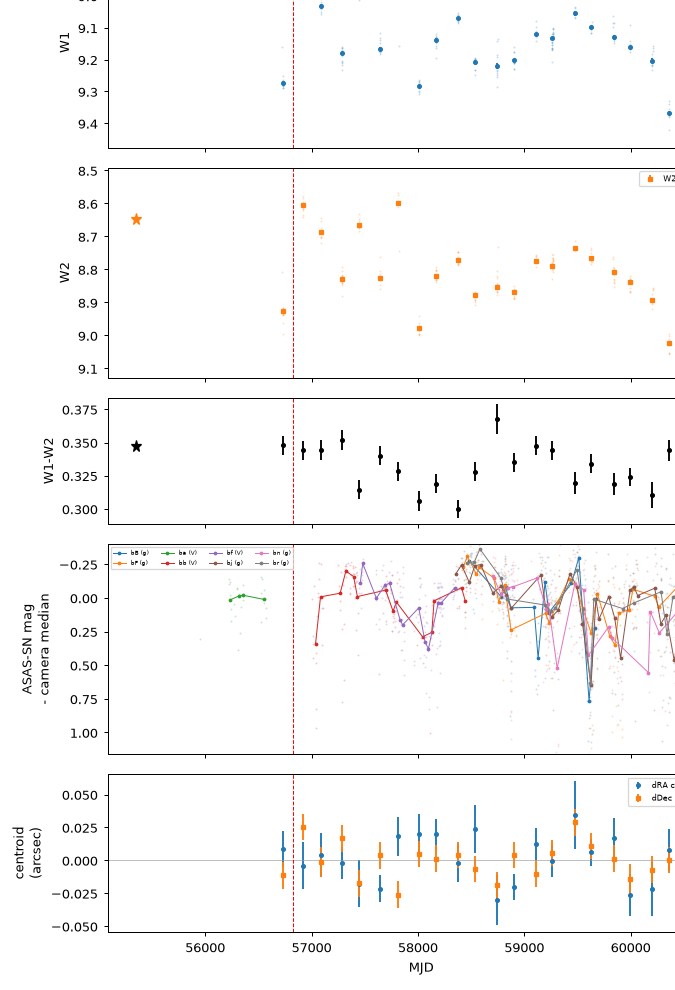 9.1
9.2
9.3
9.4
W1
8.5
8.6
8.7
8.8
8.9
9.0
9.1
W2
W2
0.375
0.350
0.325
0.300
W1-W2
bB (g)
ba (V)
bf (V)
bn (g)
bF (g)
bb (V)
bj (g)
br (g)
−0.25
0.00
0.25
0.50
0.75
1.00
ASAS-SN mag
- camera median
dRA c
dDec
0.050
0.025
0.000
−0.025
−0.050
centroid
(arcsec)
56000
57000
58000
59000
60000
MJD